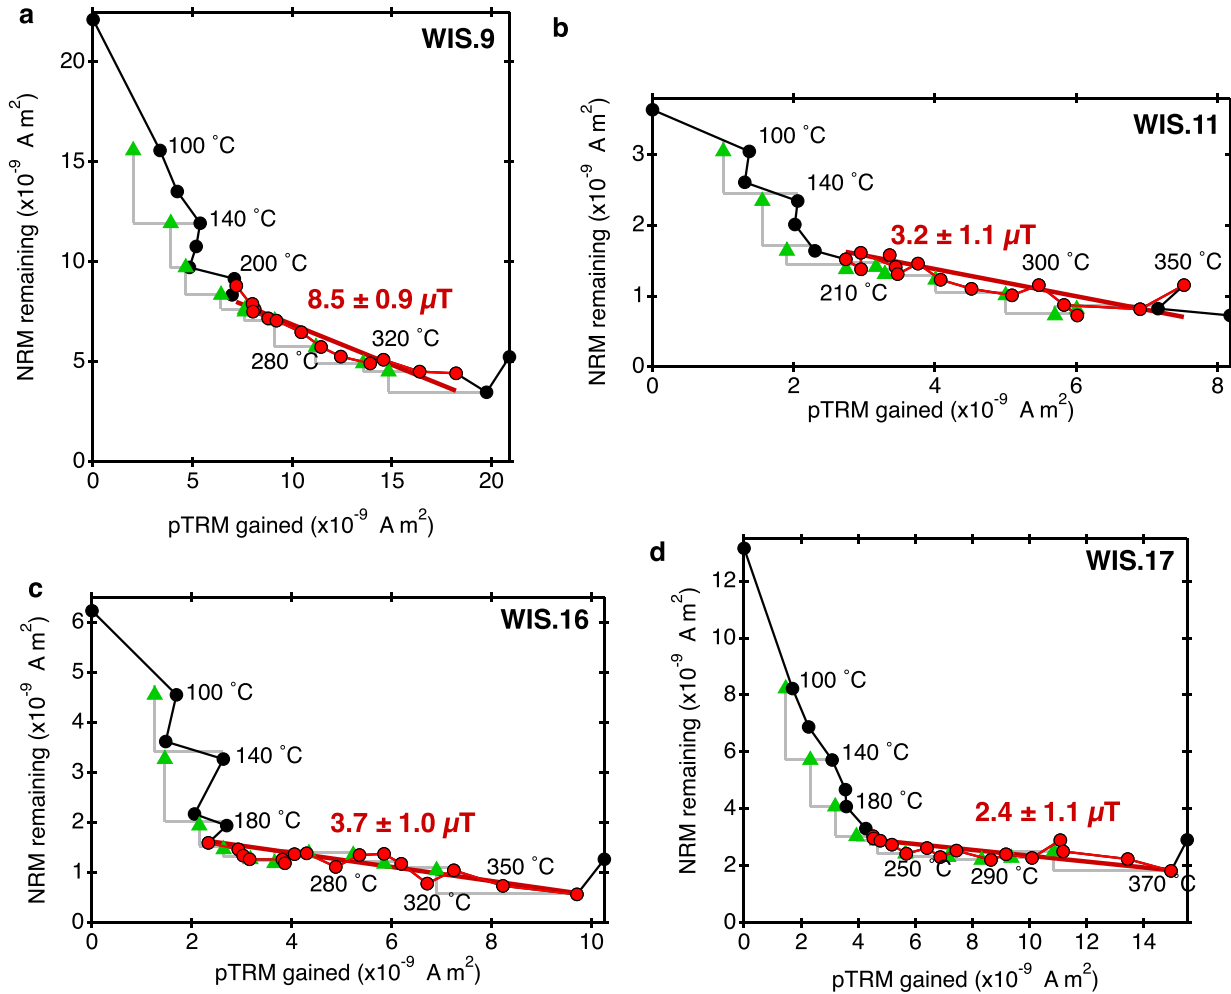 a
WIS.9
NRM remaining (x10⁻⁹ A m²)
20
15
10
5
0
100 ˚C
140 ˚C
200 ˚C
8.5 ± 0.9 µT
320 ˚C
280 ˚C
0 5 10 15 20
pTRM gained (x10⁻⁹ A m²)
b
WIS.11
NRM remaining (x10⁻⁹ A m²)
3
2
1
0
100 ˚C
140 ˚C
3.2 ± 1.1 µT
300 ˚C 350 ˚C
210 ˚C
0 2 4 6 8
pTRM gained (x10⁻⁹ A m²)
c
WIS.16
NRM remaining (x10⁻⁹ A m²)
6
5
4
3
2
1
0
100 ˚C
140 ˚C
180 ˚C
3.7 ± 1.0 µT
350 ˚C
280 ˚C
320 ˚C
0 2 4 6 8 10
pTRM gained (x10⁻⁹ A m²)
d
WIS.17
NRM remaining (x10⁻⁹ A m²)
12
10
8
6
4
2
0
100 ˚C
140 ˚C
180 ˚C
2.4 ± 1.1 µT
250 ˚C
290 ˚C
370 ˚C
0 2 4 6 8 10 12 14
pTRM gained (x10⁻⁹ A m²)